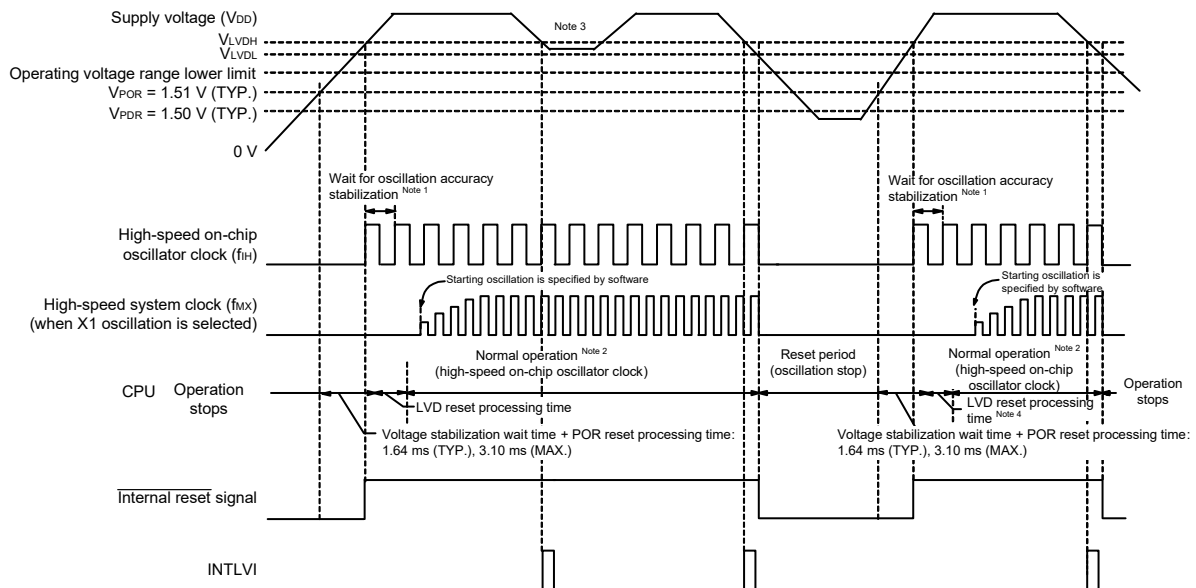 Supply voltage (VDD)
Note 3
VLVDH
VLVDL
Operating voltage range lower limit
VPOR = 1.51 V (TYP.)
VPDR = 1.50 V (TYP.)
0 V
Wait for oscillation accuracy
stabilization Note 1
Wait for oscillation accuracy
stabilization Note 1
High-speed on-chip
oscillator clock (fIH)
Starting oscillation is specified by software
Starting oscillation is
specified by software
High-speed system clock (fMX)
(when X1 oscillation is selected)
Normal operation Note 2
(high-speed on-chip oscillator clock)
Reset period
(oscillation stop)
Normal operation Note 2
(high-speed on-chip
oscillator clock)
CPU
Operation
stops
Operation
stops
LVD reset processing time
LVD reset processing
time Note 4
Voltage stabilization wait time + POR reset processing time:
1.64 ms (TYP.), 3.10 ms (MAX.)
Voltage stabilization wait time + POR reset processing time:
1.64 ms (TYP.), 3.10 ms (MAX.)
Internal reset signal
INTLVI